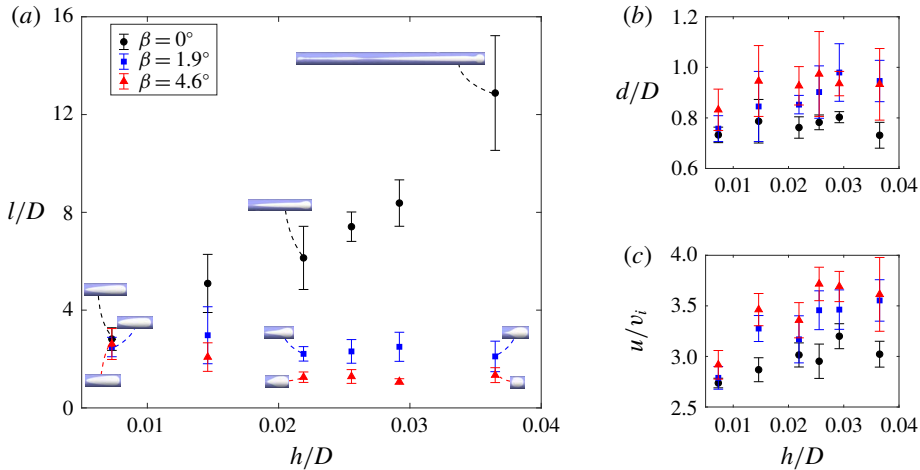 (a)
16
12
8
4
0
l/D
β = 0°
β = 1.9°
β = 4.6°
0.01
0.02
0.03
0.04
h/D
(b)
1.2
1.0
0.8
0.6
d/D
0.01
0.02
0.03
0.04
(c)
4.0
3.5
3.0
2.5
u/v_i
0.01
0.02
0.03
0.04
h/D